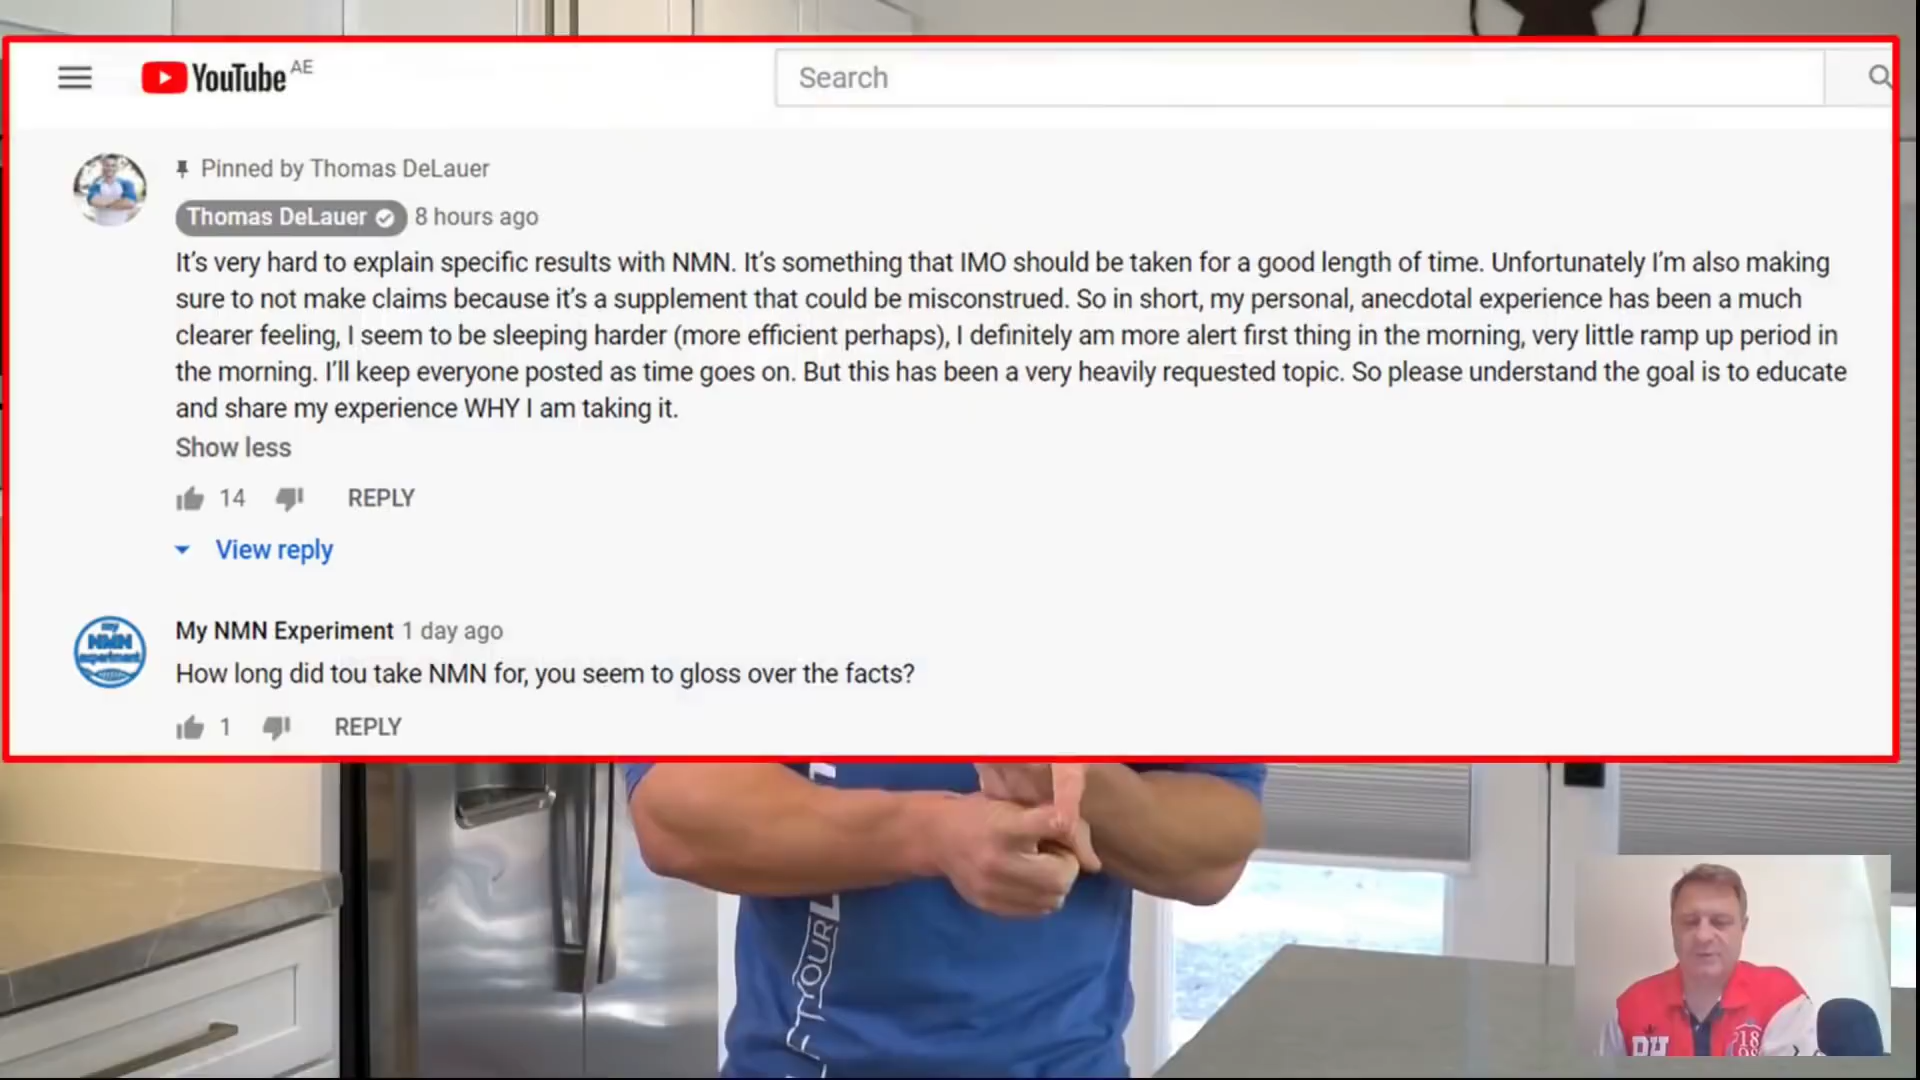 YouTube AE
Search
Pinned by Thomas DeLauer
Thomas DeLauer 8 hours ago
It's very hard to explain specific results with NMN. It's something that IMO should be taken for a good length of time. Unfortunately I'm also making
sure to not make claims because it's a supplement that could be misconstrued. So in short, my personal, anecdotal experience has been a much
clearer feeling, I seem to be sleeping harder (more efficient perhaps), I definitely am more alert first thing in the morning, very little ramp up period in
the morning. I'll keep everyone posted as time goes on. But this has been a very heavily requested topic. So please understand the goal is to educate
and share my experience WHY I am taking it.
Show less
14 REPLY
View reply
my
NMN
experiment
My NMN Experiment 1 day ago
How long did tou take NMN for, you seem to gloss over the facts?
1 REPLY
YOUR
18